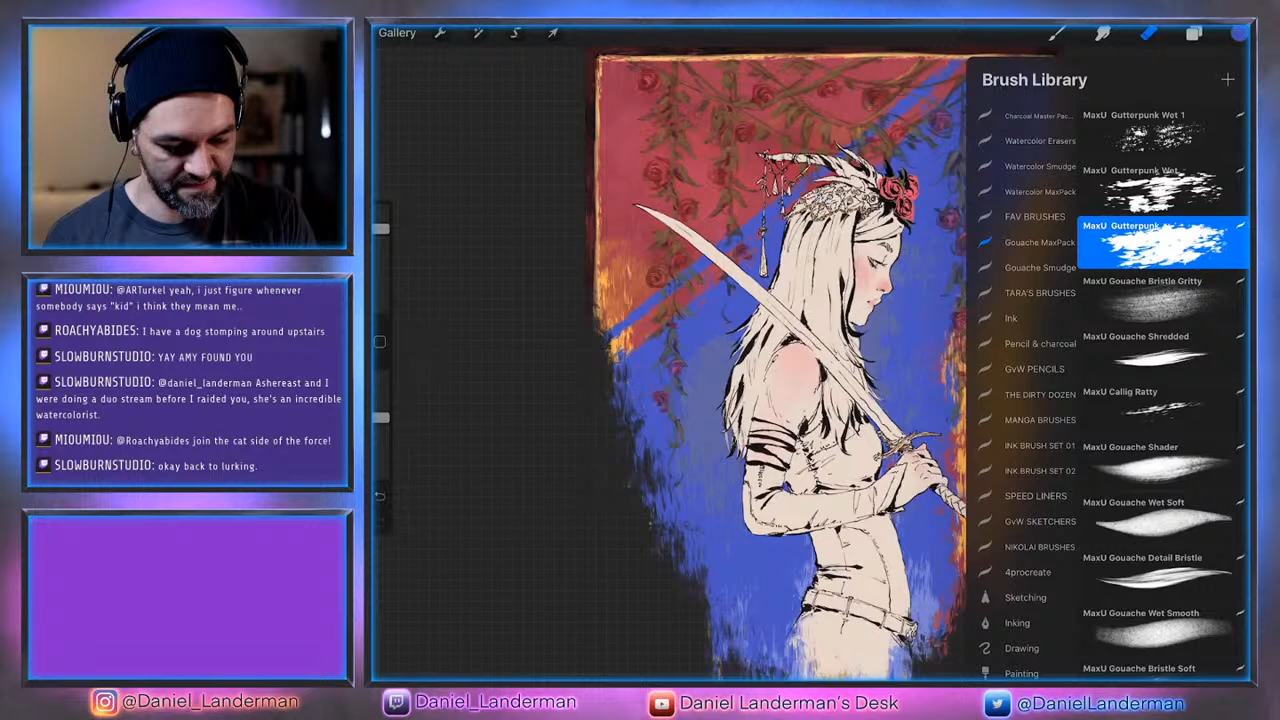 Gallery
Brush Library
Charcoal Master Pac...
Watercolor Erasers
Watercolor Smudge
Watercolor MaxPack
FAV BRUSHES
Gouache MaxPack
Gouache Smudge
TARA'S BRUSHES
Ink
Pencil & charcoal
GvW PENCILS
THE DIRTY DOZEN
MANGA BRUSHES
INK BRUSH SET 01
INK BRUSH SET 02
SPEED LINERS
GvW SKETCHERS
NIKOLAI BRUSHES
4procreate
Sketching
Inking
Drawing
Painting
MaxU Gutterpunk Wet 1
MaxU Gutterpunk Wet
MaxU Gutterpunk
MaxU Gouache Bristle Gritty
MaxU Gouache Shredded
MaxU Callig Ratty
MaxU Gouache Shader
MaxU Gouache Wet Soft
MaxU Gouache Detail Bristle
MaxU Gouache Wet Smooth
MaxU Gouache Bristle Soft
MIOUMIOU: @ARTurkel yeah, i just figure whenever
somebody says "kid" i think they mean me..
ROACHYABIDES: I have a dog stomping around upstairs
SLOWBURNSTUDIO: YAY AMY FOUND YOU
SLOWBURNSTUDIO: @daniel_landerman Ashereast and I
were doing a duo stream before I raided you, she's an incredible
watercolorist.
MIOUMIOU: @Roachyabides join the cat side of the force!
SLOWBURNSTUDIO: okay back to lurking.
@Daniel_Landerman
Daniel_Landerman
Daniel Landerman's Desk
@DanielLanderman